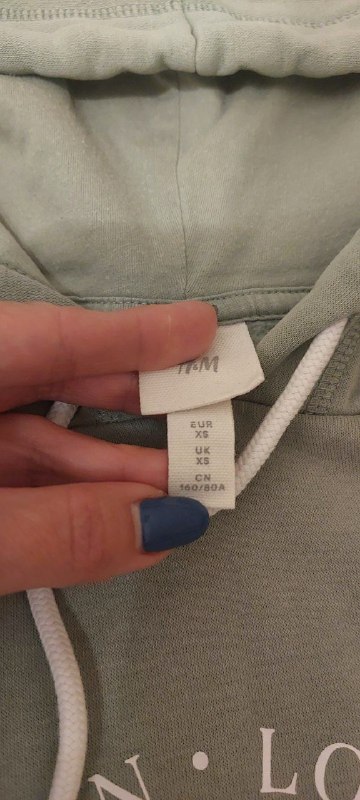 H&M
EUR
XS
UK
XS
CN
160/80A
N · LO